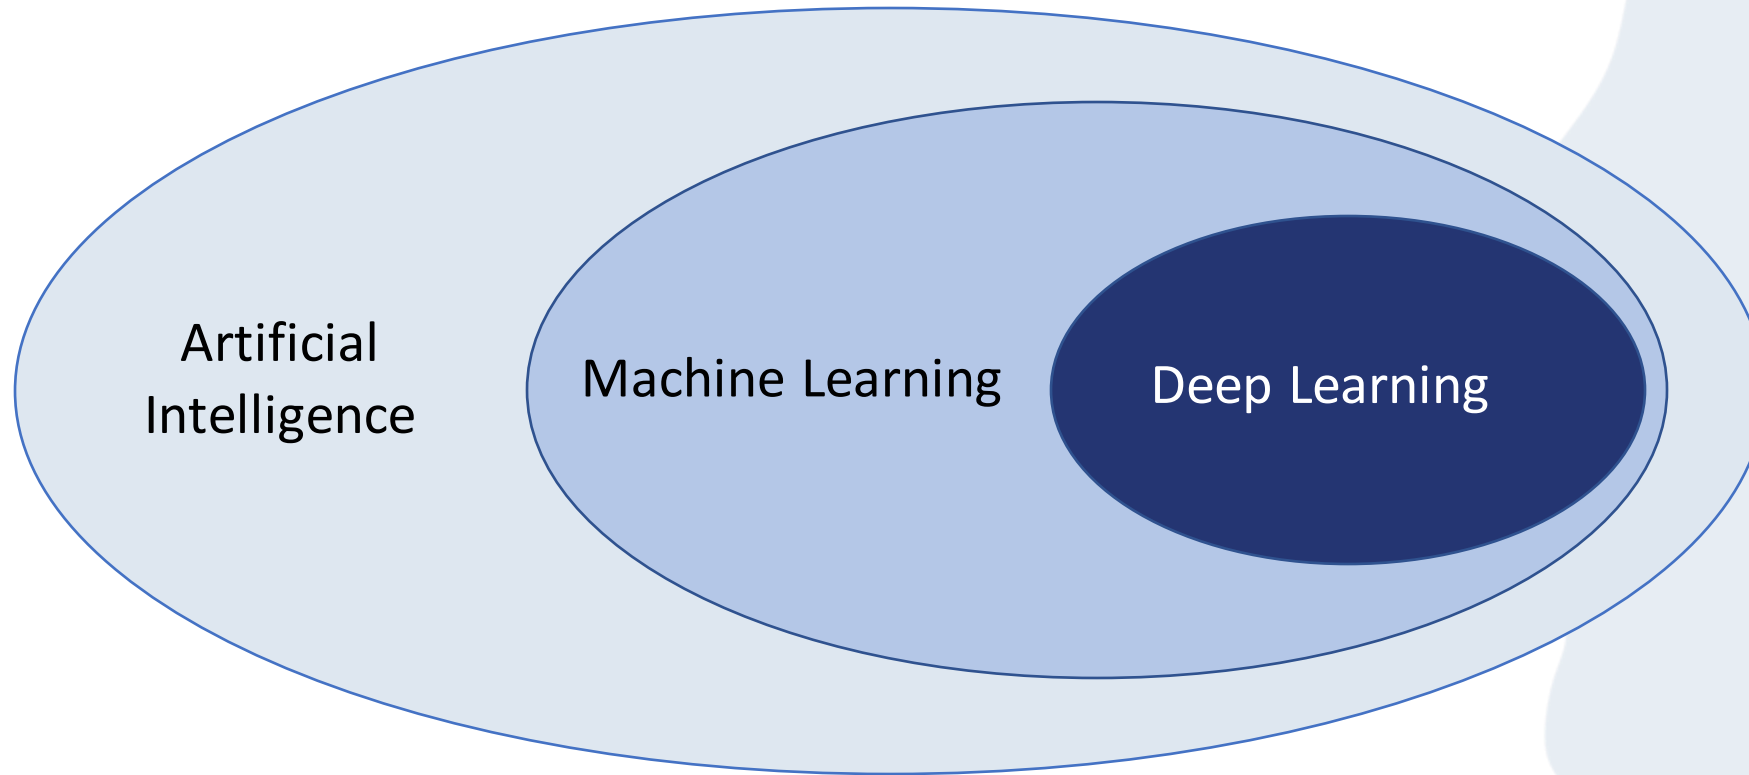 Artificial
Intelligence
Machine Learning
Deep Learning